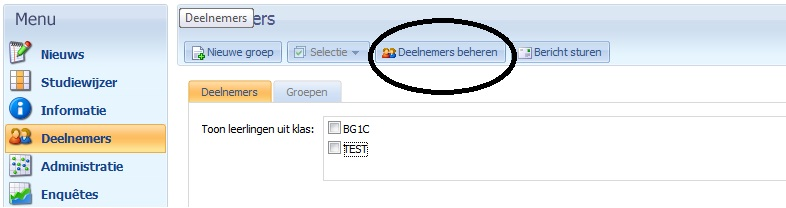 Menu
Nieuws
Studiewijzer
Informatie
Deelnemers
Administratie
Enquêtes
Deelnemers
ers
Nieuwe groep Selectie Deelnemers beheren Bericht sturen
Deelnemers Groepen
Toon leerlingen uit klas: BG1C
TEST